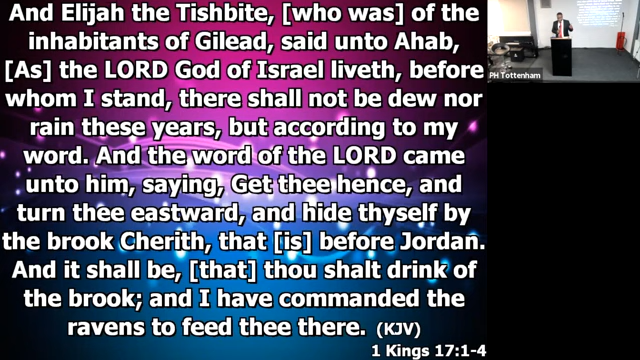 And Elijah the Tishbite, [who was] of the
inhabitants of Gilead, said unto Ahab,
[As] the LORD God of Israel liveth, before
whom I stand, there shall not be dew nor
rain these years, but according to my
word. And the word of the LORD came
unto him, saying, Get thee hence, and
turn thee eastward, and hide thyself by
the brook Cherith, that [is] before Jordan.
And it shall be, [that] thou shalt drink of
the brook; and I have commanded the
ravens to feed thee there. (KJV)
1 Kings 17:1-4
PH Tottenham